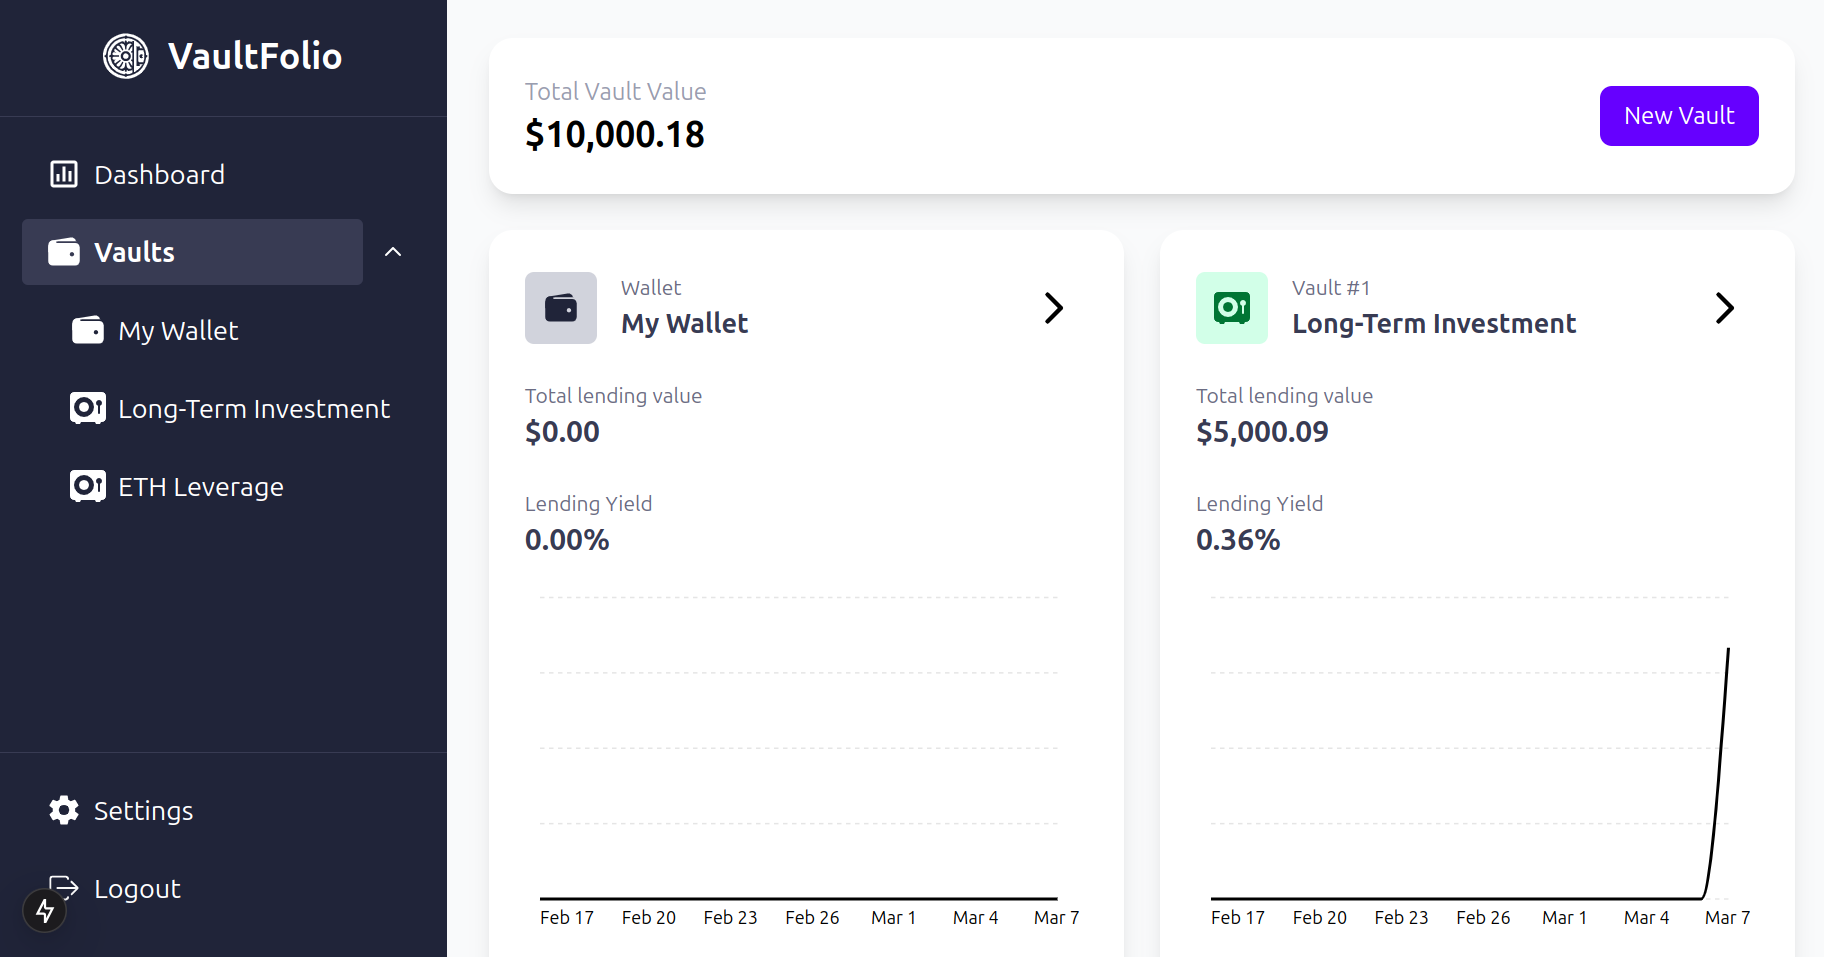 VaultFolio
Dashboard
Vaults
My Wallet
Long-Term Investment
ETH Leverage
Settings
Logout
Total Vault Value
$10,000.18
New Vault
Wallet
My Wallet
Total lending value
$0.00
Lending Yield
0.00%
Feb 17 Feb 20 Feb 23 Feb 26 Mar 1 Mar 4 Mar 7
Vault #1
Long-Term Investment
Total lending value
$5,000.09
Lending Yield
0.36%
Feb 17 Feb 20 Feb 23 Feb 26 Mar 1 Mar 4 Mar 7